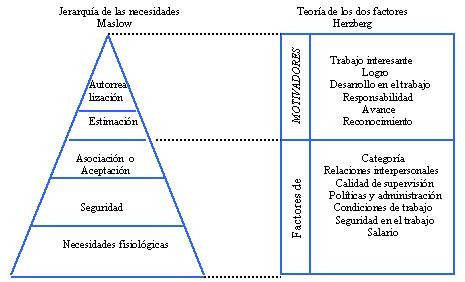 Jerarquía de las necesidades
Maslow
Autorrea-
lización
Estimación
Asociación o
Aceptación
Seguridad
Necesidades fisiológicas
Teoría de los dos factores
Herzberg
MOTIVADORES
Trabajo interesante
Logro
Desarrollo en el trabajo
Responsabilidad
Avance
Reconocimiento
Factores de
Categoría
Relaciones interpersonales
Calidad de supervisión
Políticas y administración
Condiciones de trabajo
Seguridad en el trabajo
Salario